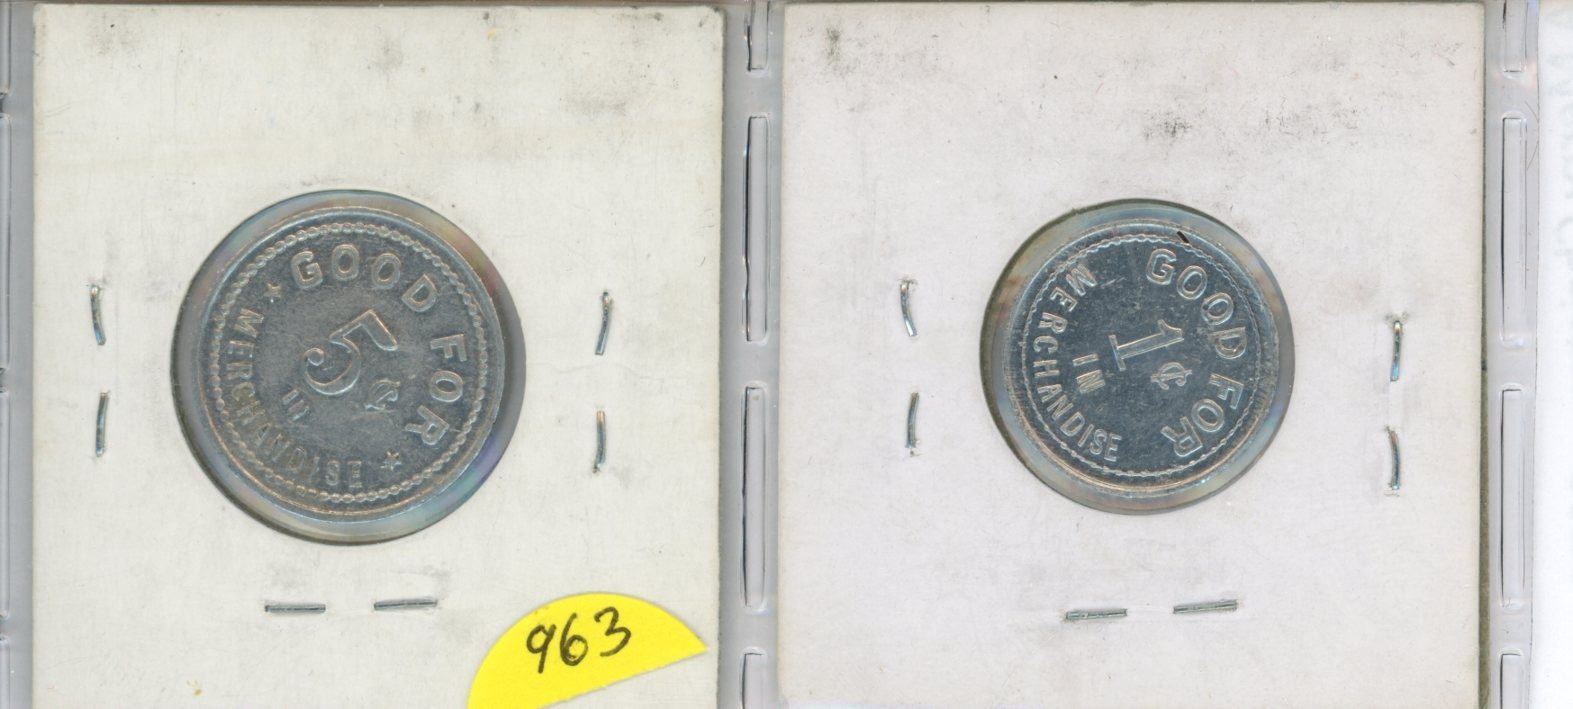 GOOD FOR
5¢
IN
MERCHANDISE
963
GOOD FOR
1¢
IN
MERCHANDISE